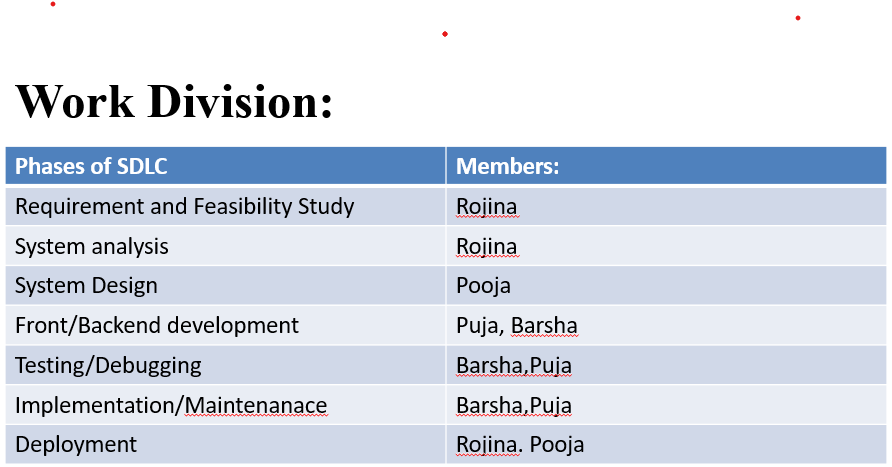 Work Division:
Phases of SDLC Members:
Requirement and Feasibility Study Rojina
System analysis Rojina
System Design Pooja
Front/Backend development Puja, Barsha
Testing/Debugging Barsha,Puja
Implementation/Maintenanace Barsha,Puja
Deployment Rojina. Pooja